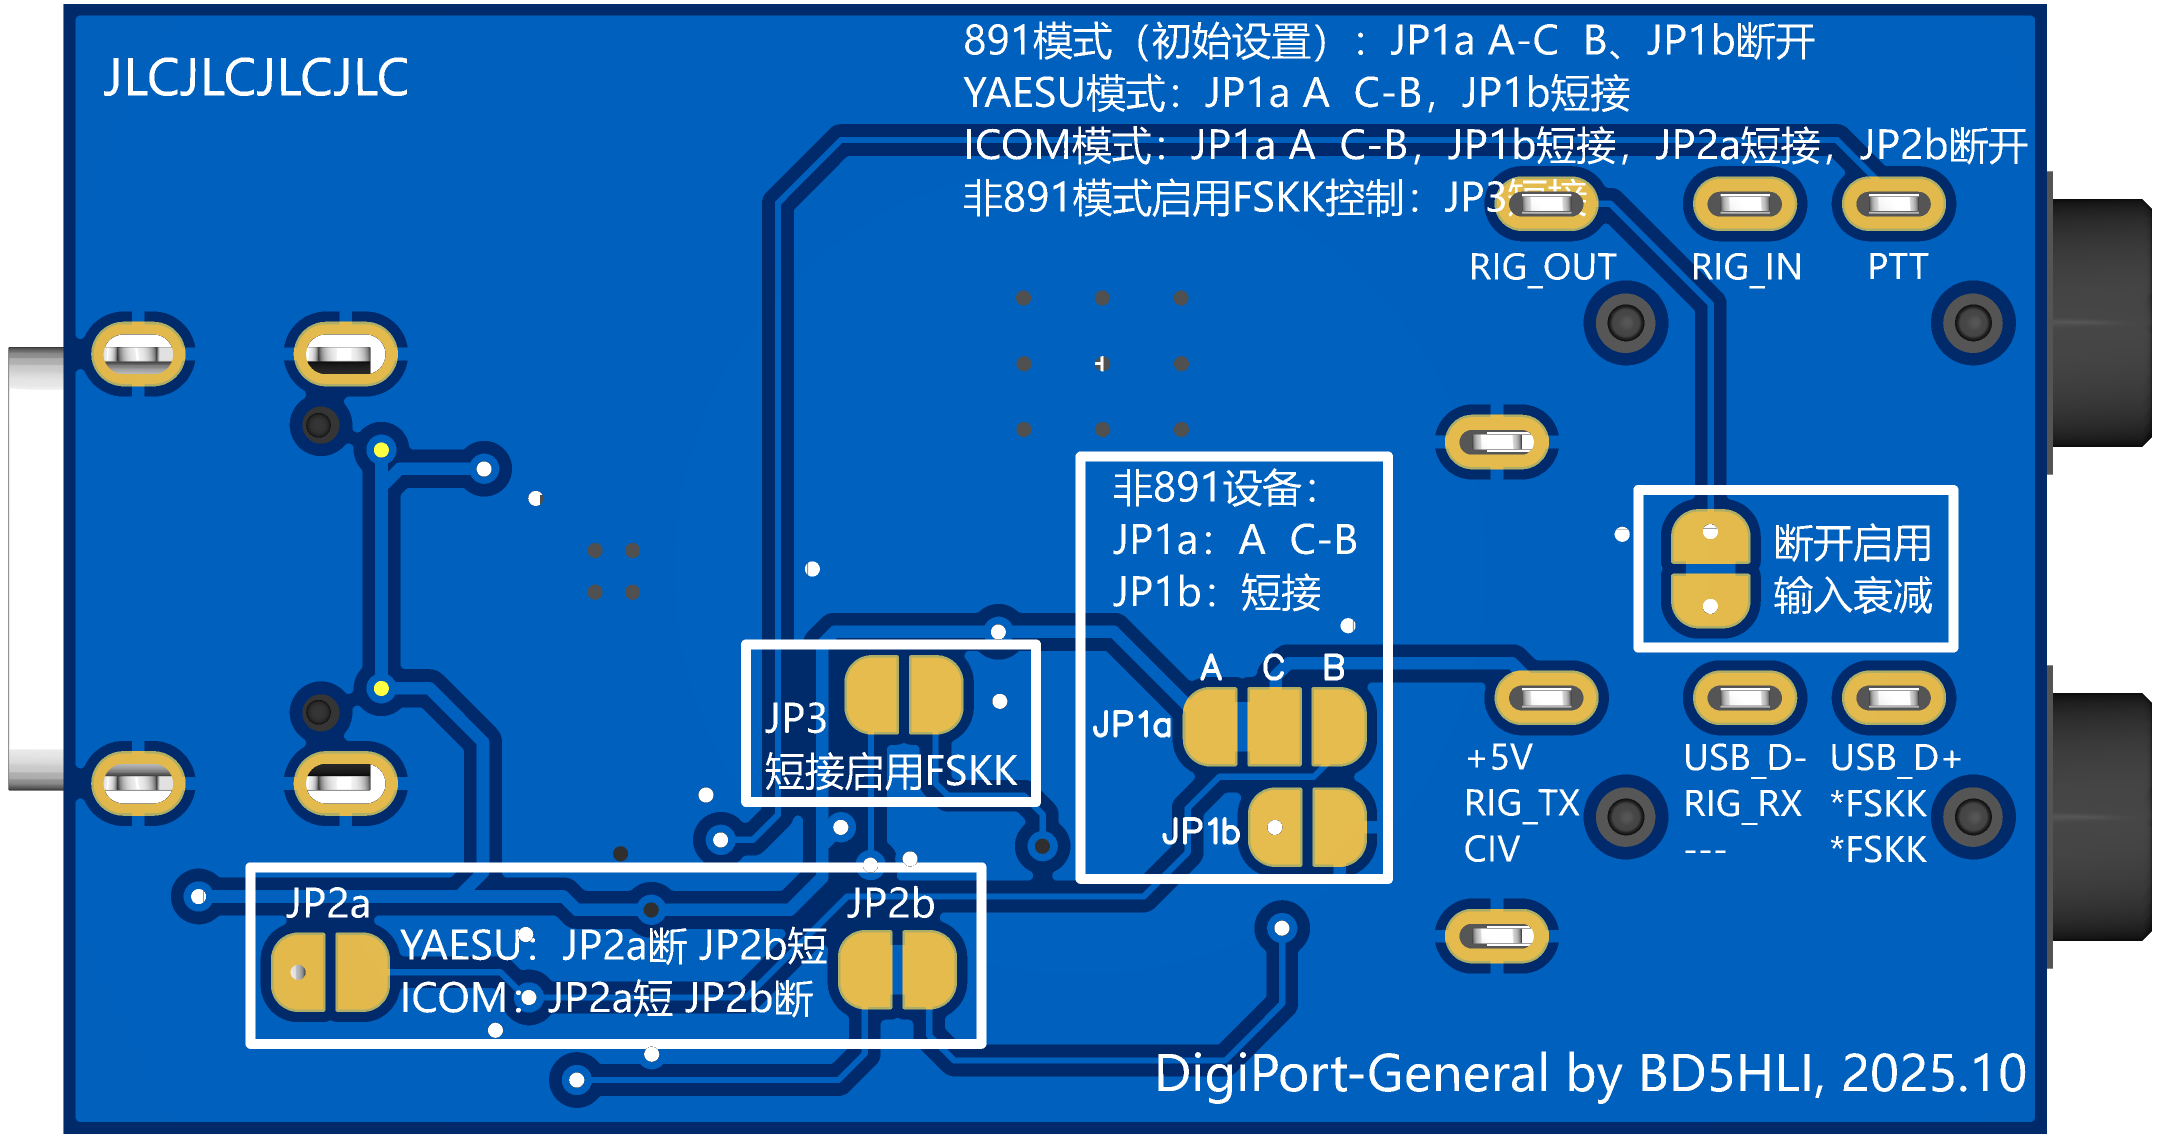 JLCJLCJLCJLC
891模式（初始设置）：JP1a A-C  B、JP1b断开
YAESU模式：JP1a A  C-B，JP1b短接
ICOM模式：JP1a A  C-B，JP1b短接，JP2a短接，JP2b断开
非891模式启用FSKK控制：JP3短接
RIG_OUT RIG_IN PTT
非891设备：
JP1a：A  C-B
JP1b：短接
断开启用
输入衰减
A C B
JP1a
JP1b
JP3
短接启用FSKK
+5V USB_D- USB_D+
RIG_TX RIG_RX *FSKK
CIV --- *FSKK
JP2a JP2b
YAESU：JP2a断 JP2b短
ICOM：JP2a短 JP2b断
DigiPort-General by BD5HLI, 2025.10